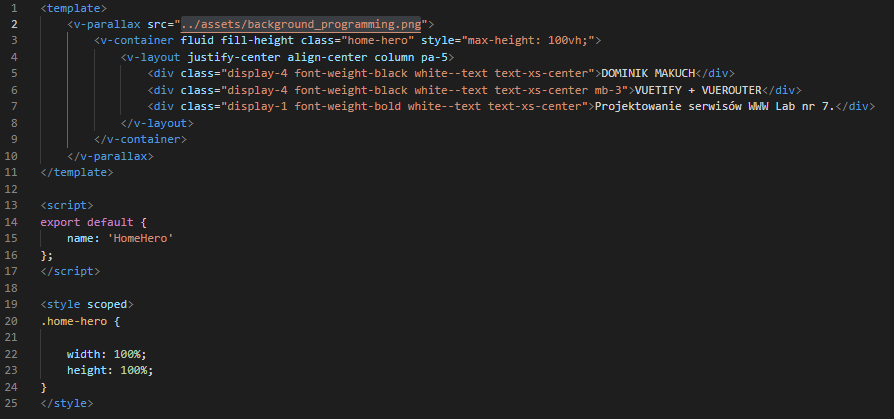 1 <template>
2     <v-parallax src="../assets/background_programming.png">
3         <v-container fluid fill-height class="home-hero" style="max-height: 100vh;">
4             <v-layout justify-center align-center column pa-5>
5                 <div class="display-4 font-weight-black white--text text-xs-center">DOMINIK MAKUCH</div>
6                 <div class="display-4 font-weight-black white--text text-xs-center mb-3">VUETIFY + VUEROUTER</div>
7                 <div class="display-1 font-weight-bold white--text text-xs-center">Projektowanie serwisów WWW Lab nr 7.</div>
8             </v-layout>
9         </v-container>
10     </v-parallax>
11 </template>
12
13 <script>
14 export default {
15     name: 'HomeHero'
16 };
17 </script>
18
19 <style scoped>
20 .home-hero {
21
22     width: 100%;
23     height: 100%;
24 }
25 </style>